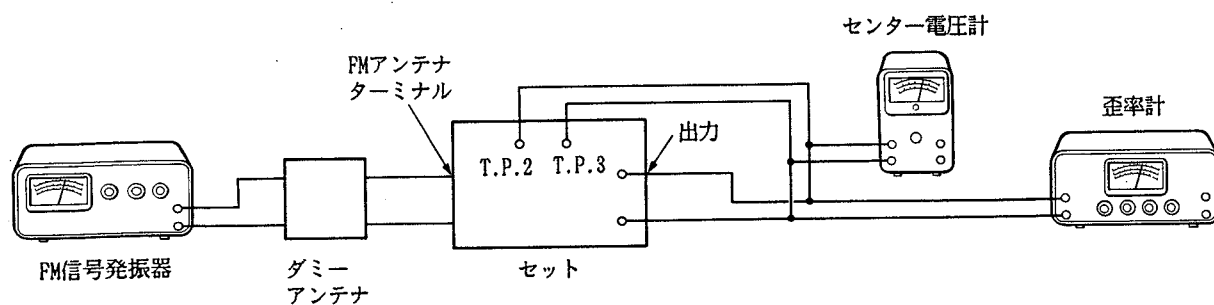 センター電圧計
FMアンテナ
ターミナル
歪率計
出力
T.P.2 T.P.3
FM信号発振器
ダミー
アンテナ
セット